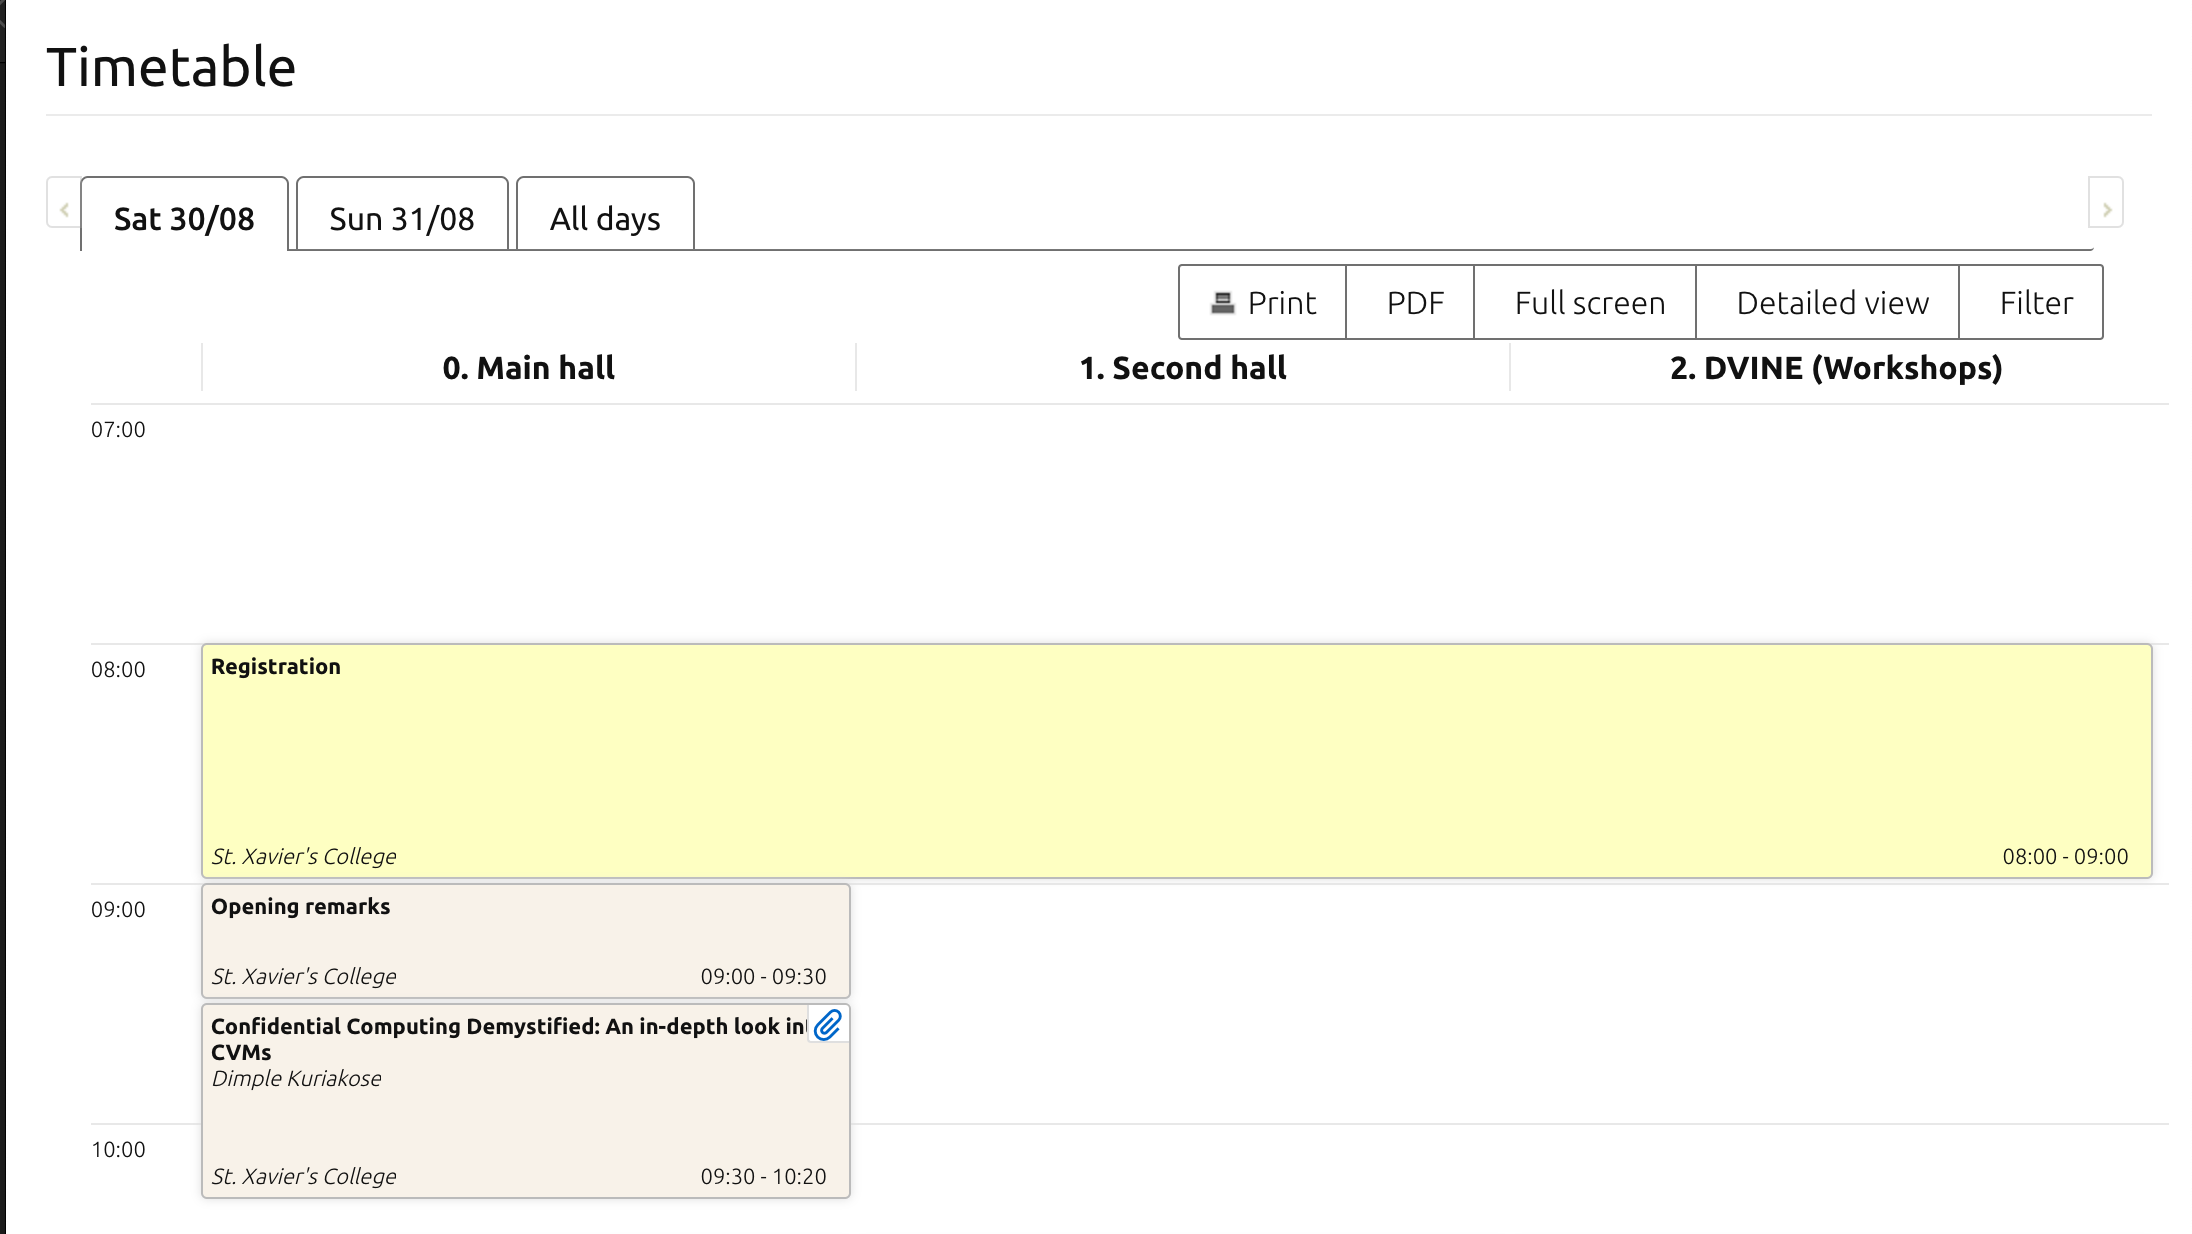 Timetable
Sat 30/08
Sun 31/08
All days
Print
PDF
Full screen
Detailed view
Filter
0. Main hall
1. Second hall
2. DVINE (Workshops)
07:00
08:00
Registration
St. Xavier's College
08:00 - 09:00
09:00
Opening remarks
St. Xavier's College
09:00 - 09:30
Confidential Computing Demystified: An in-depth look
CVMs
Dimple Kuriakose
10:00
St. Xavier's College
09:30 - 10:20